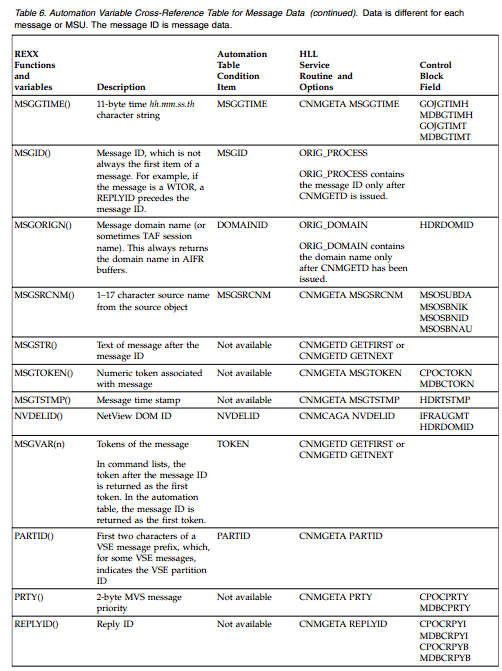 Table 6. Automation Variable Cross-Reference Table for Message Data (continued). Data is different for each
message or MSU. The message ID is message data.
REXX
Functions
and
variables
Description
Automation
Table
Condition
Item
HLL
Service
Routine and
Options
Control
Block
Field
MSGGTIME()
11-byte time hh.mm.ss.th
character string
MSGGTIME
CNMGETA MSGGTIME
GOJGTIMH
MDBGTIMH
GOJGTIMT
MDBGTIMT
MSGID()
Message ID, which is not
always the first item of a
message. For example, if
the message is a WTOR, a
REPLYID precedes the
message ID.
MSGID
ORIG_PROCESS
ORIG_PROCESS contains
the message ID only after
CNMGETD is issued.
MSGORIGN()
Message domain name (or
sometimes TAF session
name). This always returns
the domain name in AIFR
buffers.
DOMAINID
ORIG_DOMAIN
ORIG_DOMAIN contains
the domain name only
after CNMGETD has been
issued.
HDRDOMID
MSGSRCNM()
1–17 character source name
from the source object
MSGSRCNM
CNMGETA MSGSRCNM
MSOSUBDA
MSOSBNIK
MSOSBNID
MSOSBNAU
MSGSTR()
Text of message after the
message ID
Not available
CNMGETD GETFIRST or
CNMGETD GETNEXT
MSGTOKEN()
Numeric token associated
with message
Not available
CNMGETA MSGTOKEN
CPOCTOKN
MDBCTOKN
MSGTSTMP()
Message time stamp
Not available
CNMGETA MSGTSTMP
HDRTSTMP
NVDELID()
NetView DOM ID
NVDELID
CNMCAGA NVDELID
IFRAUGMT
HDRDOMID
MSGVAR(n)
Tokens of the message
In command lists, the
token after the message ID
is returned as the first
token. In the automation
table, the message ID is
returned as the first token.
TOKEN
CNMGETD GETFIRST or
CNMGETD GETNEXT
PARTID()
First two characters of a
VSE message prefix, which,
for some VSE messages,
indicates the VSE partition
ID
PARTID
CNMGETA PARTID
PRTY()
2-byte MVS message
priority
Not available
CNMGETA PRTY
CPOCPRTY
MDBCPRTY
REPLYID()
Reply ID
Not available
CNMGETA REPLYID
CPOCRPYI
MDBCRPYI
CPOCRPYB
MDBCRPYB